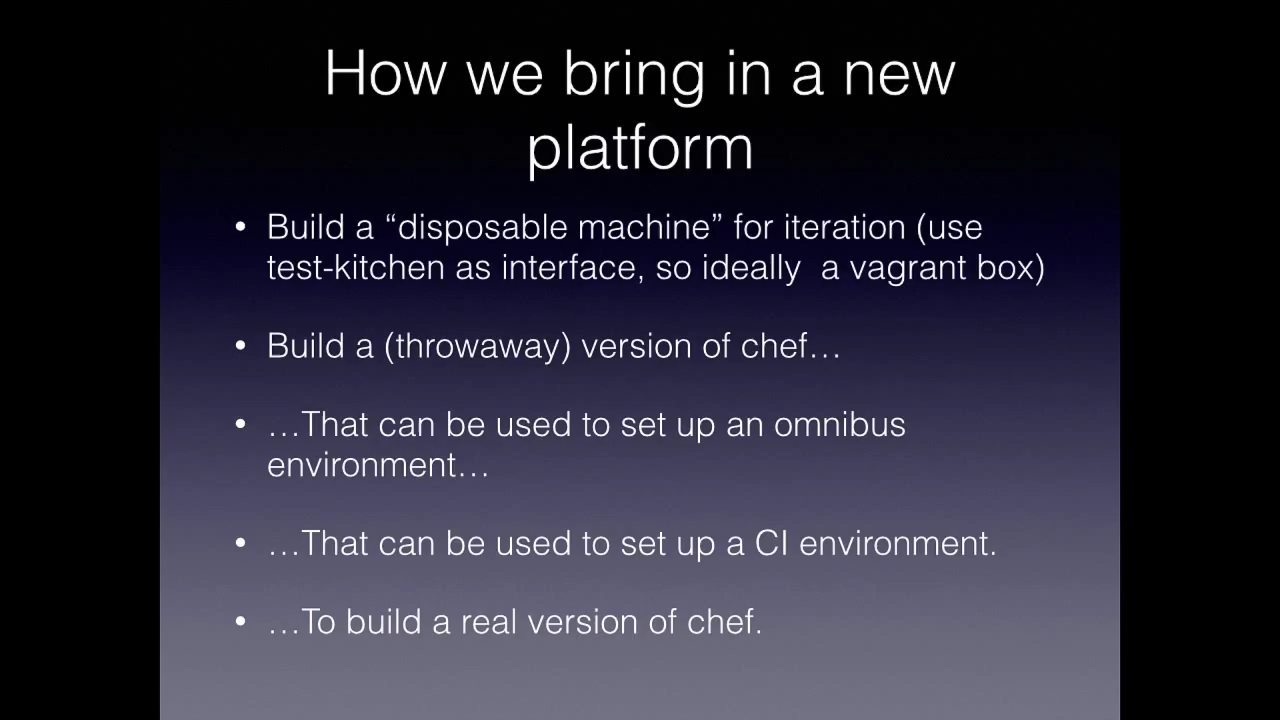 How we bring in a new
platform
• Build a “disposable machine” for iteration (use
test-kitchen as interface, so ideally  a vagrant box)
• Build a (throwaway) version of chef…
• …That can be used to set up an omnibus
environment…
• …That can be used to set up a CI environment.
• …To build a real version of chef.